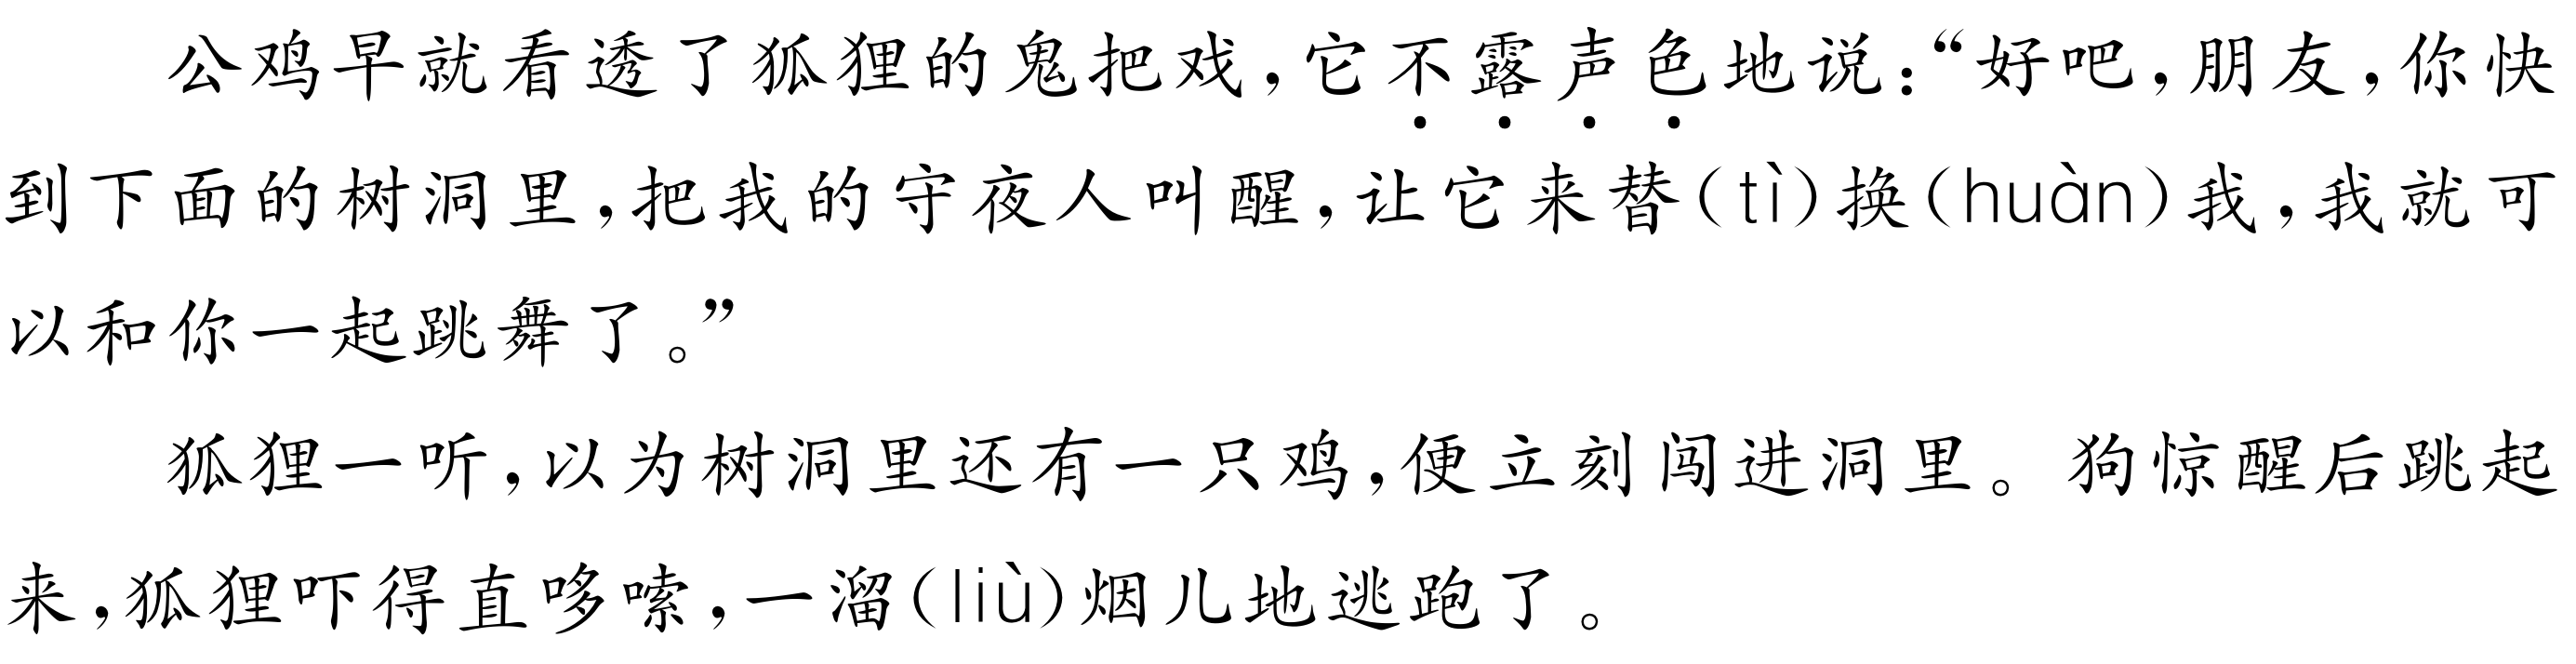 公鸡早就看透了狐狸的鬼把戏，它不露声色地说：“好吧，朋友，你快
到下面的树洞里，把我的守夜人叫醒，让它来替（tì）换（huàn）我，我就可
以和你一起跳舞了。”
狐狸一听，以为树洞里还有一只鸡，便立刻闯进洞里。狗惊醒后跳起
来，狐狸吓得直哆嗦，一溜（liù）烟儿地逃跑了。